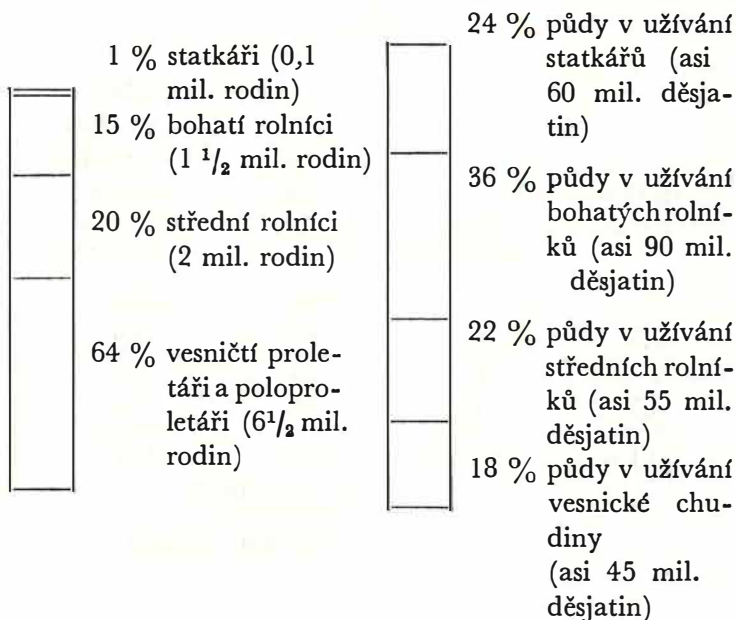 1 % statkáři (0,1
mil. rodin)
15 % bohatí rolníci
(1 1/2 mil. rodin)
20 % střední rolníci
(2 mil. rodin)
64 % vesničtí prole-
táři a polopro-
letáři (6 1/2 mil.
rodin)
24 % půdy v užívání
statkářů (asi
60 mil. děsja-
tin)
36 % půdy v užívání
bohatých rolní-
ků (asi 90 mil.
děsjatin)
22 % půdy v užívání
středních rolní-
ků (asi 55 mil.
děsjatin)
18 % půdy v užívání
vesnické chu-
diny
(asi 45 mil.
děsjatin)